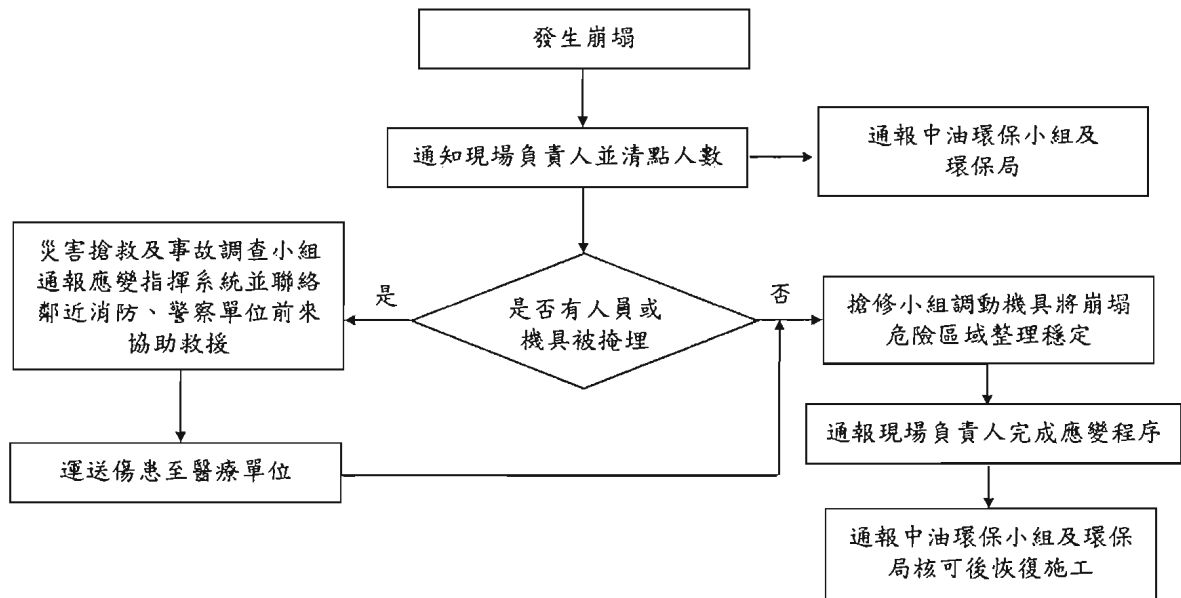 發生崩塌
通知現場負責人並清點人數
通報中油環保小組及
環保局
災害搶救及事故調查小組
通報應變指揮系統並聯絡
鄰近消防、警察單位前來
協助救援
是
是否有人員或
機具被掩埋
否
搶修小組調動機具將崩塌
危險區域整理穩定
運送傷患至醫療單位
通報現場負責人完成應變程序
通報中油環保小組及環保
局核可後恢復施工